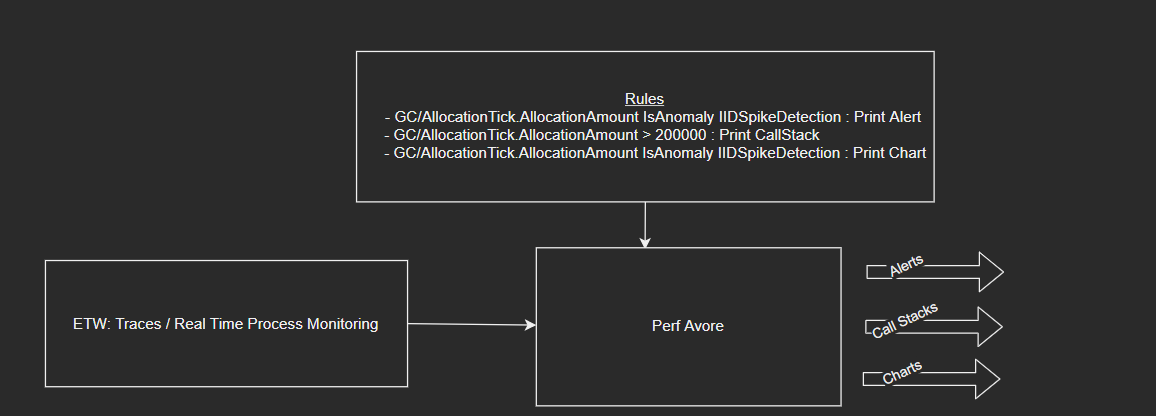 Rules
- GC/AllocationTick.AllocationAmount IsAnomaly IIDSpikeDetection : Print Alert
- GC/AllocationTick.AllocationAmount > 200000 : Print CallStack
- GC/AllocationTick.AllocationAmount IsAnomaly IIDSpikeDetection : Print Chart
ETW: Traces / Real Time Process Monitoring
Perf Avore
Alerts
Call Stacks
Charts